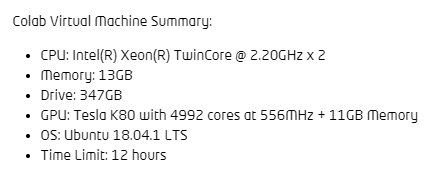 Colab Virtual Machine Summary:
• CPU: Intel(R) Xeon(R) TwinCore @ 2.20GHz x 2
• Memory: 13GB
• Drive: 347GB
• GPU: Tesla K80 with 4992 cores at 556MHz + 11GB Memory
• OS: Ubuntu 18.04.1 LTS
• Time Limit: 12 hours